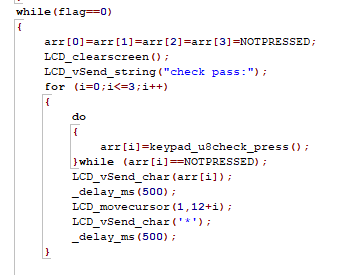 while(flag==0)
{
arr[0]=arr[1]=arr[2]=arr[3]=NOTPRESSED;
LCD_clearscreen();
LCD_vSend_string("check pass:");
for (i=0;i<=3;i++)
{
do
{
arr[i]=keypad_u8check_press();
}while (arr[i]==NOTPRESSED);
LCD_vSend_char(arr[i]);
_delay_ms(500);
LCD_movecursor(1,12+i);
LCD_vSend_char('*');
_delay_ms(500);
}